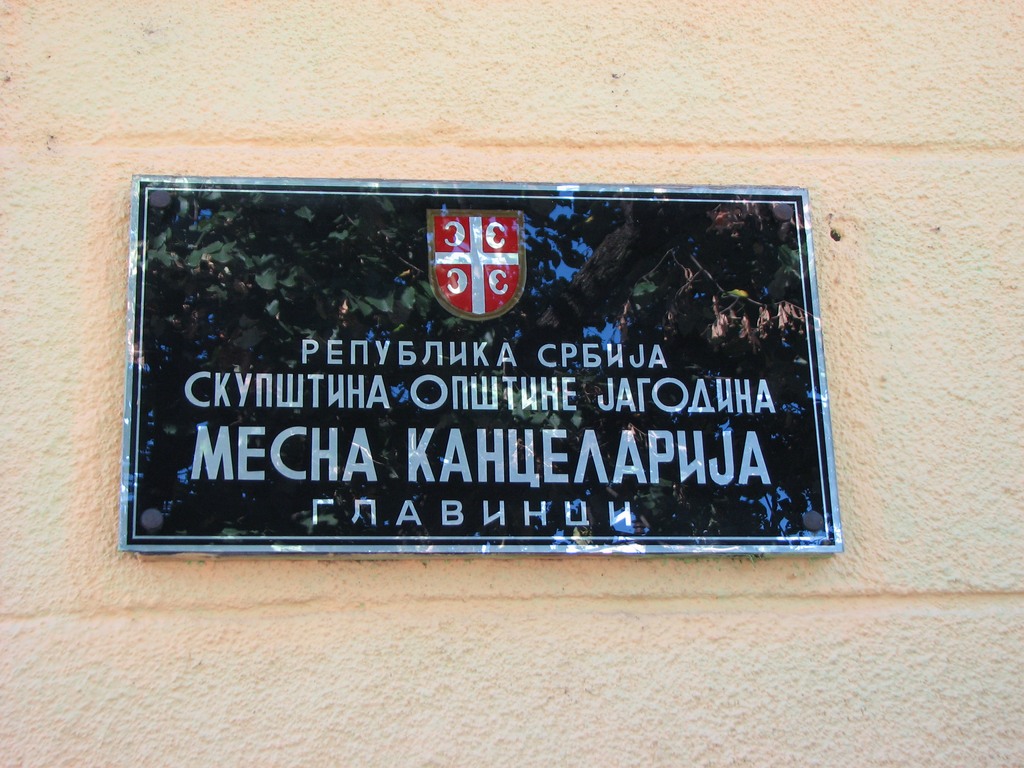 РЕПУБЛИКА СРБИЈА
СКУПШТИНА ОПШТИНЕ ЈАГОДИНА
МЕСНА КАНЦЕЛАРИЈА
ГЛАВИНЦИ